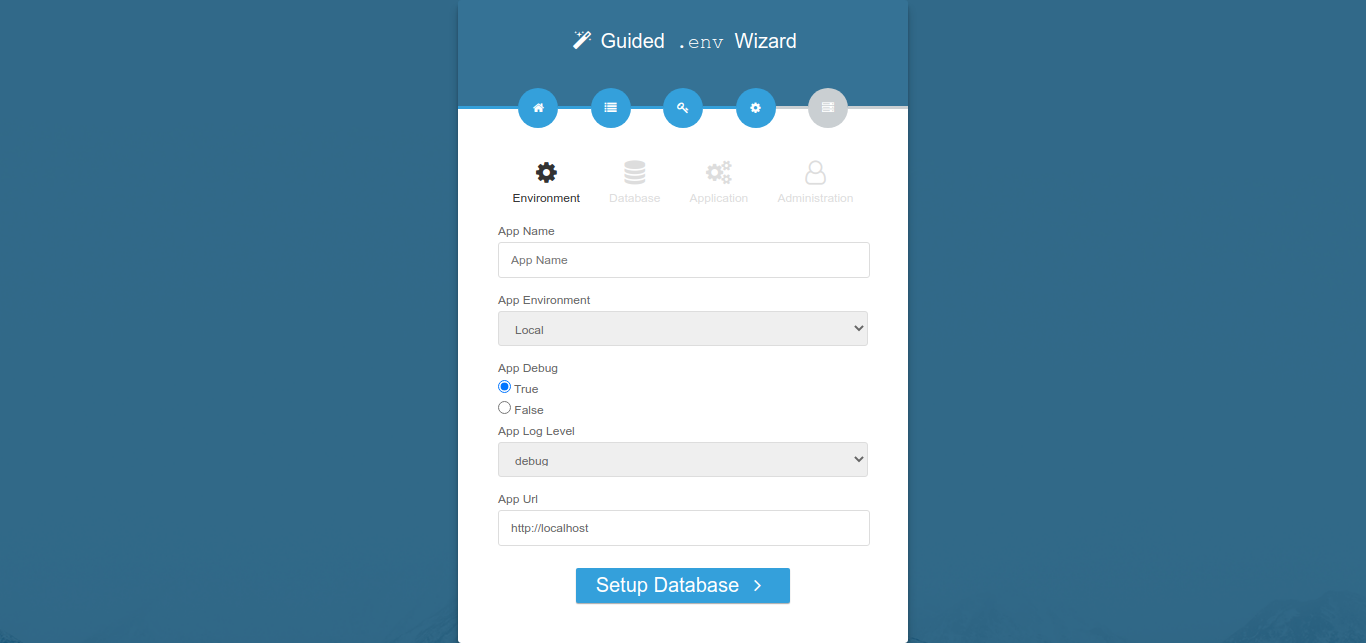 Guided .env Wizard
Environment Database Application Administration
App Name
App Name
App Environment
Local
App Debug
True
False
App Log Level
debug
App Url
http://localhost
Setup Database